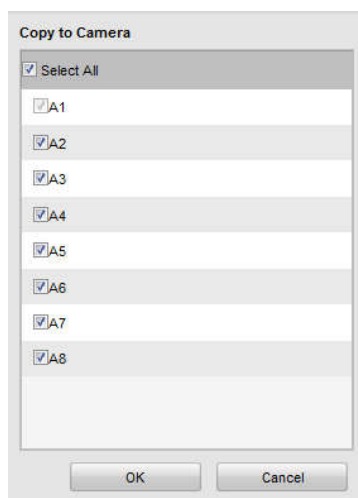 Copy to Camera
Select All
A1
A2
A3
A4
A5
A6
A7
A8
OK Cancel